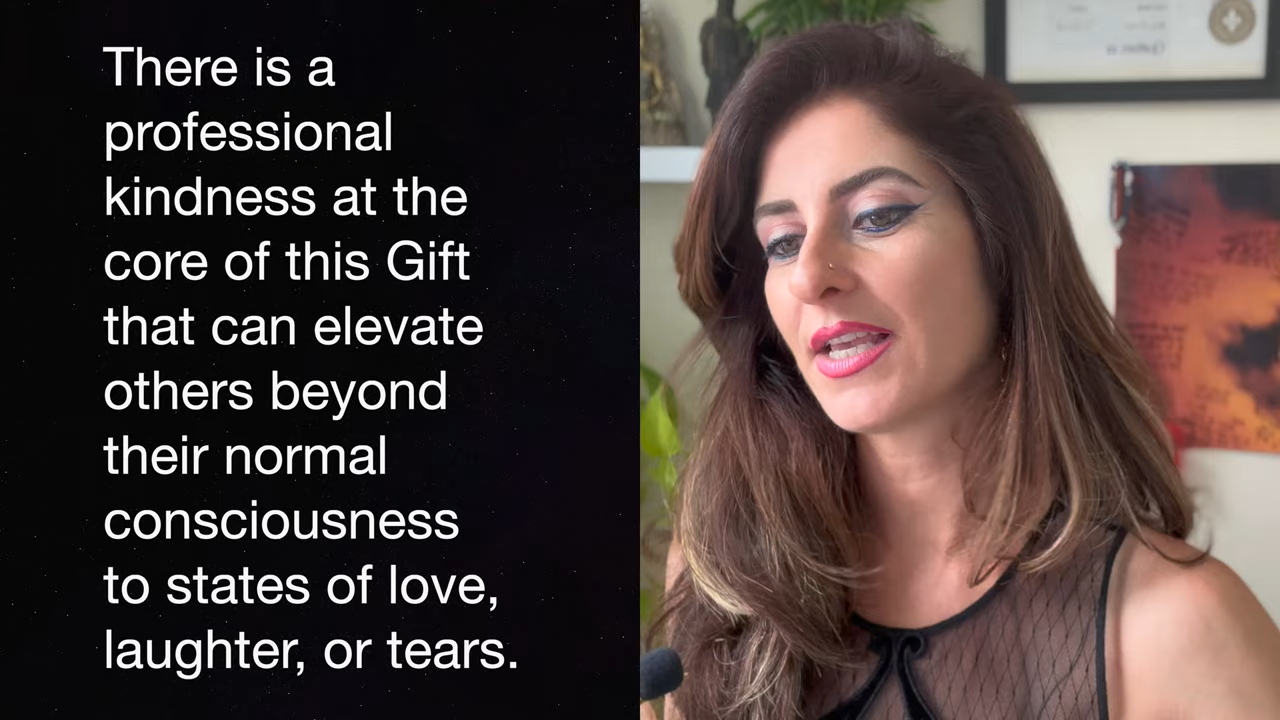 There is a
professional
kindness at the
core of this Gift
that can elevate
others beyond
their normal
consciousness
to states of love,
laughter, or tears.